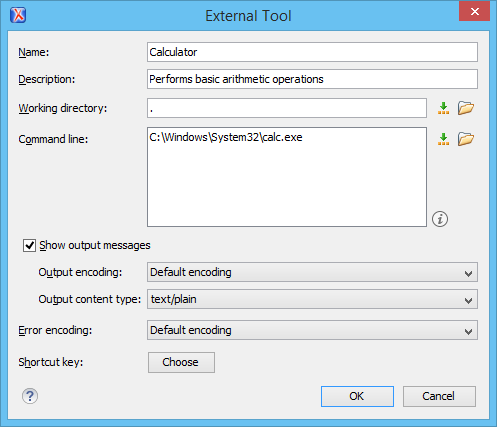 External Tool
Name: Calculator
Description: Performs basic arithmetic operations
Working directory: .
Command line: C:\Windows\System32\calc.exe
Show output messages
Output encoding: Default encoding
Output content type: text/plain
Error encoding: Default encoding
Shortcut key: Choose
OK Cancel